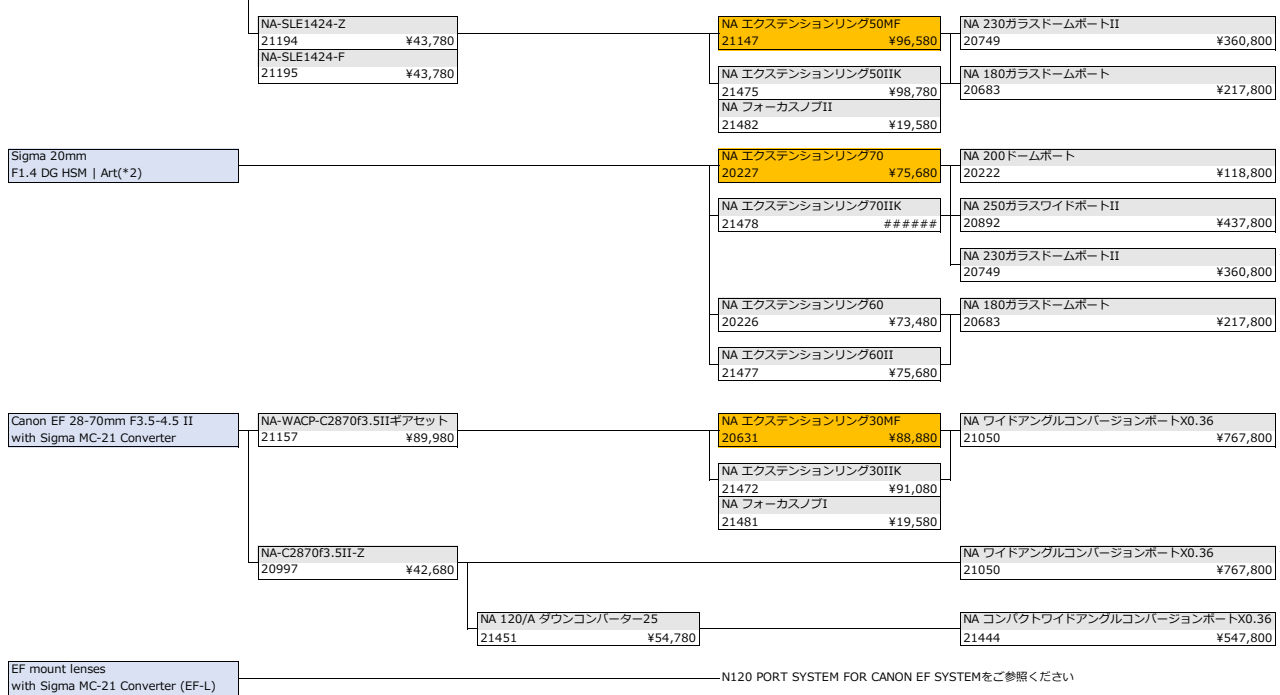 NA-SLE1424-Z
21194 ¥43,780
NA-SLE1424-F
21195 ¥43,780
NA エクステンションリング50MF
21147 ¥96,580
NA エクステンションリング50IIK
21475 ¥98,780
NA フォーカスノブII
21482 ¥19,580
NA 230ガラスドームポートII
20749 ¥360,800
NA 180ガラスドームポート
20683 ¥217,800
Sigma 20mm
F1.4 DG HSM | Art(*2)
NA エクステンションリング70
20227 ¥75,680
NA エクステンションリング70IIK
21478 ######
NA 200ドームポート
20222 ¥118,800
NA 250ガラスワイドポートII
20892 ¥437,800
NA 230ガラスドームポートII
20749 ¥360,800
NA エクステンションリング60
20226 ¥73,480
NA エクステンションリング60II
21477 ¥75,680
NA 180ガラスドームポート
20683 ¥217,800
Canon EF 28-70mm F3.5-4.5 II
with Sigma MC-21 Converter
NA-WACP-C2870f3.5IIギアセット
21157 ¥89,980
NA エクステンションリング30MF
20631 ¥88,880
NA エクステンションリング30IIK
21472 ¥91,080
NA フォーカスノブI
21481 ¥19,580
NA ワイドアングルコンバージョンポートX0.36
21050 ¥767,800
NA-C2870f3.5II-Z
20997 ¥42,680
NA ワイドアングルコンバージョンポートX0.36
21050 ¥767,800
NA 120/A ダウンコンバーター25
21451 ¥54,780
NA コンパクトワイドアングルコンバージョンポートX0.36
21444 ¥547,800
EF mount lenses
with Sigma MC-21 Converter (EF-L)
N120 PORT SYSTEM FOR CANON EF SYSTEMをご参照ください